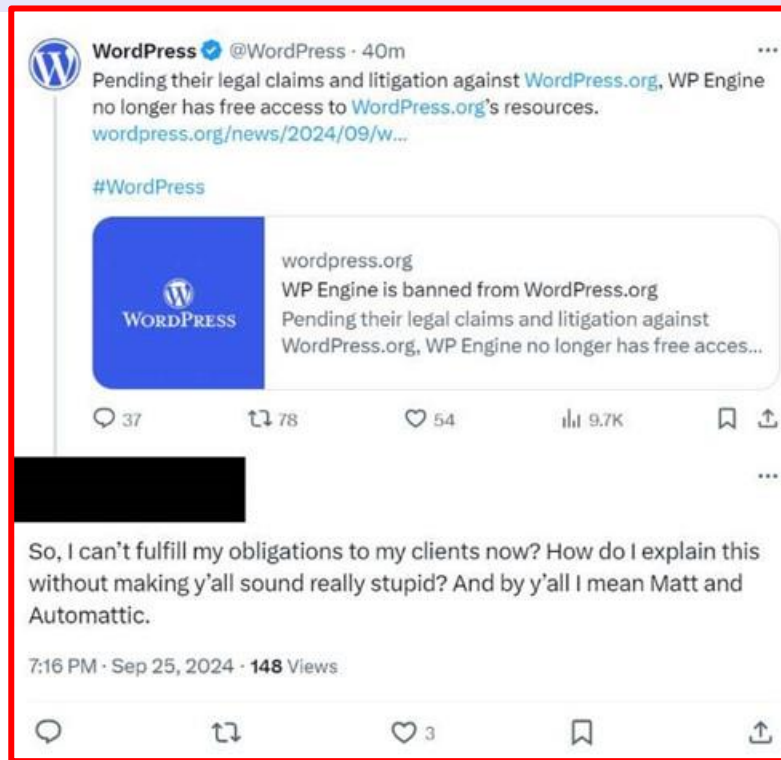 WordPress @WordPress · 40m
Pending their legal claims and litigation against WordPress.org, WP Engine
no longer has free access to WordPress.org's resources.
wordpress.org/news/2024/09/w...
#WordPress
WORDPRESS
wordpress.org
WP Engine is banned from WordPress.org
Pending their legal claims and litigation against
WordPress.org, WP Engine no longer has free acces...
37 78 54 9.7K
So, I can't fulfill my obligations to my clients now? How do I explain this
without making y'all sound really stupid? And by y'all I mean Matt and
Automattic.
7:16 PM · Sep 25, 2024 · 148 Views
3